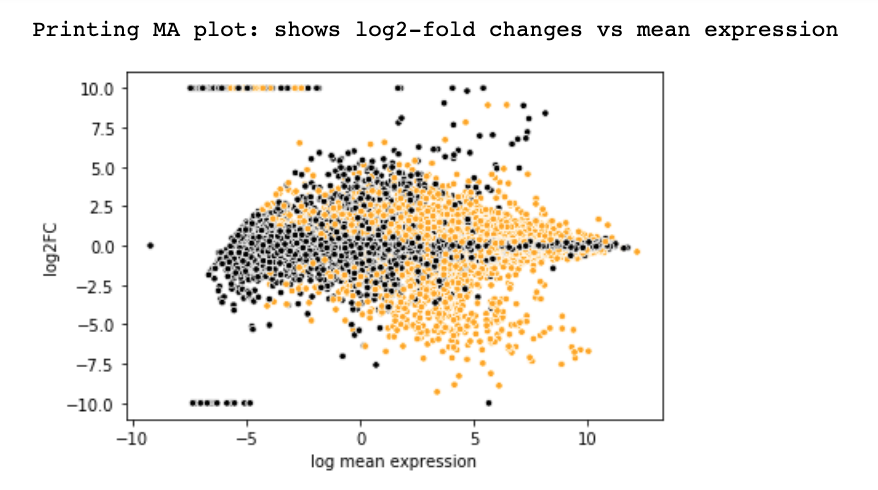 Printing MA plot: shows log2-fold changes vs mean expression
10.0
7.5
5.0
2.5
0.0
−2.5
−5.0
−7.5
−10.0
log2FC
−10 −5 0 5 10
log mean expression